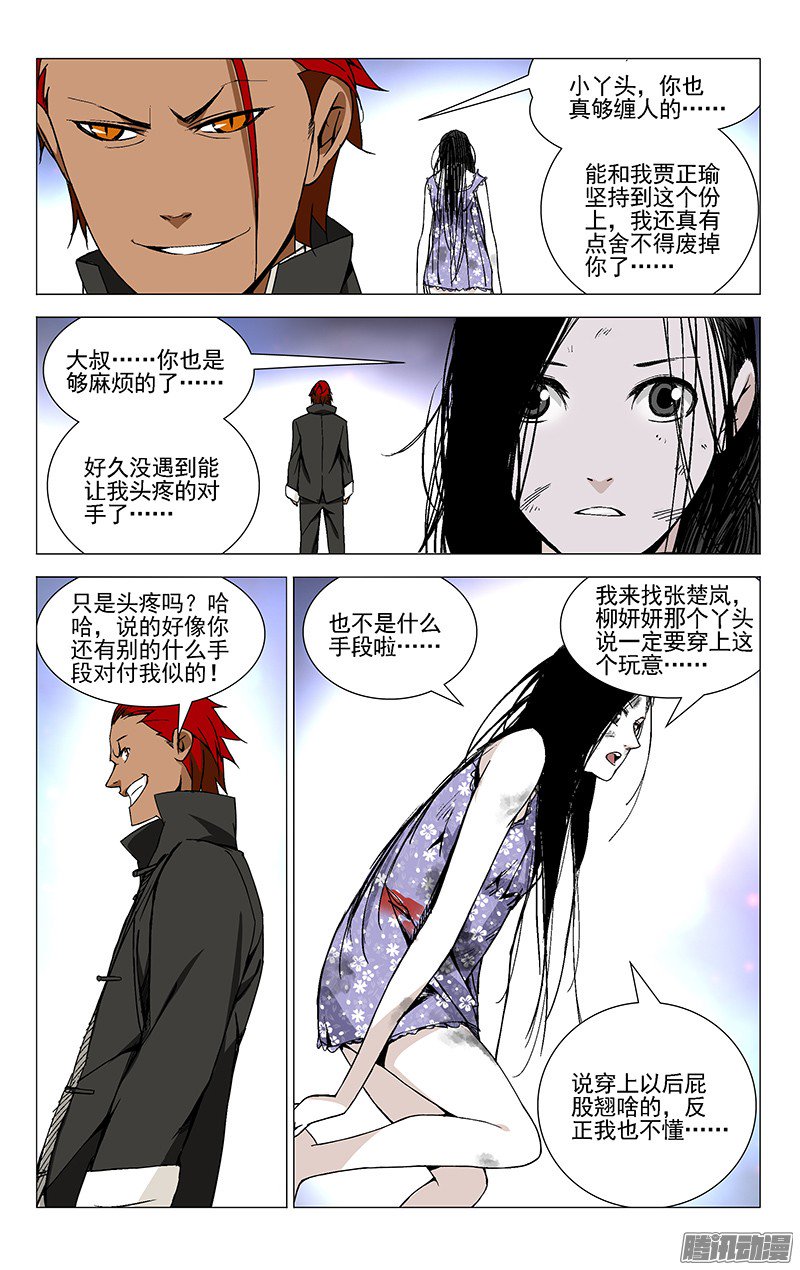 小丫头，你也
真够缠人的……
能和我贾正瑜
坚持到这个份
上，我还真有
点舍不得废掉
你了……
大叔……你也是
够麻烦的了……
好久没遇到能
让我头疼的对
手了……
只是头疼吗？哈
哈，说的好像你
还有别的什么手
段对付我似的！
也不是什么
手段啦……
我来找张楚岚，
柳妍妍那个丫头
说一定要穿上这
个玩意……
说穿上以后屁
股翘啥的，反
正我也不懂……
腾讯动漫